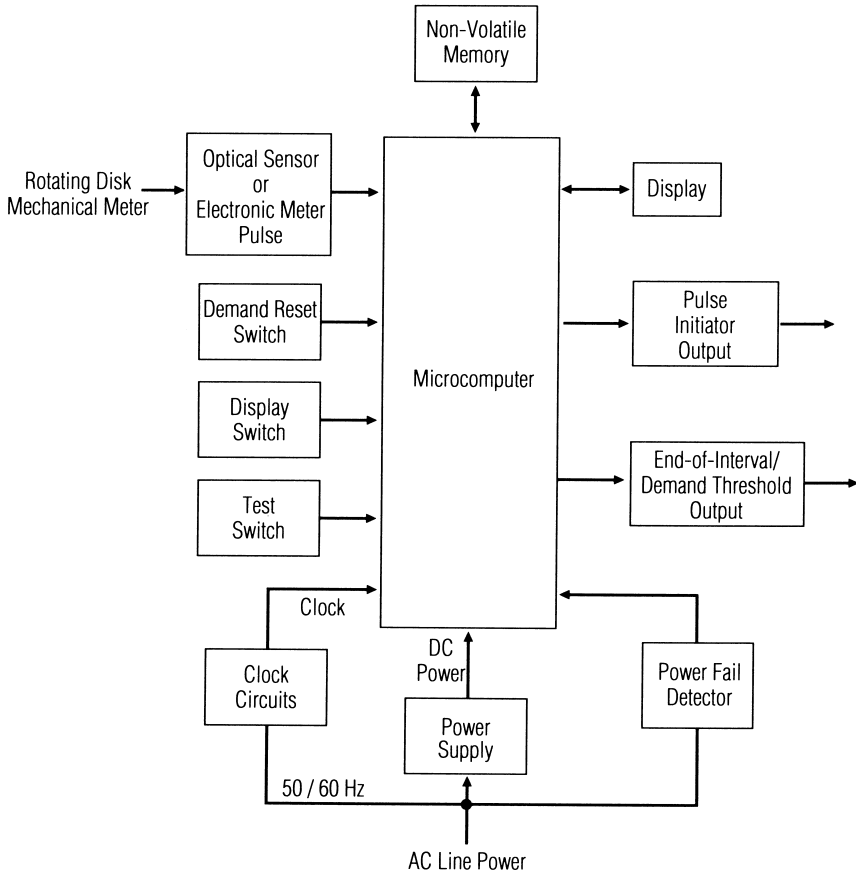 Non-Volatile
Memory
Rotating Disk
Mechanical Meter
Optical Sensor
or
Electronic Meter
Pulse
Display
Demand Reset
Switch
Pulse
Initiator
Output
Microcomputer
Display
Switch
End-of-Interval/
Demand Threshold
Output
Test
Switch
Clock
DC
Power
Clock
Circuits
Power
Supply
Power Fail
Detector
50 / 60 Hz
AC Line Power